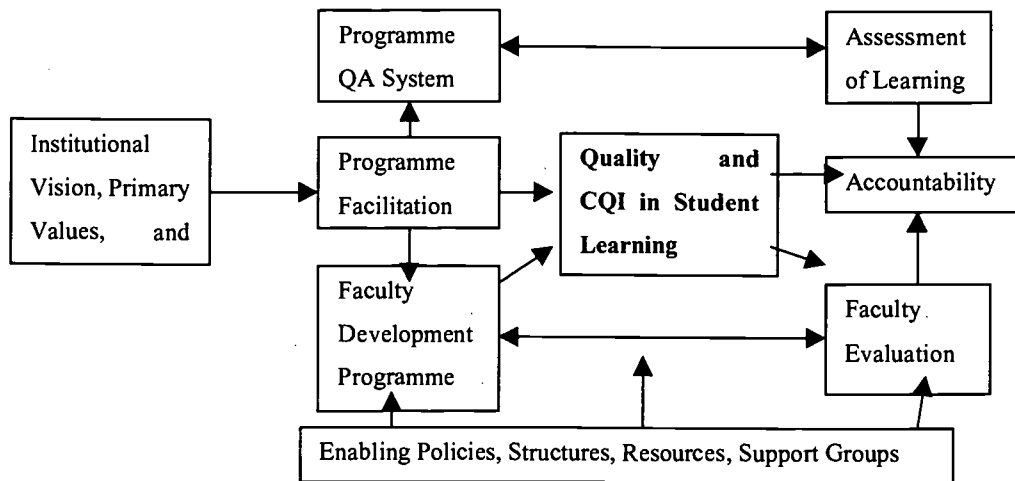 Programme
QA System
Assessment
of Learning
Institutional
Vision, Primary
Values, and
Programme
Facilitation
Quality and
CQI in Student
Learning
Accountability
Faculty
Development
Programme
Faculty
Evaluation
Enabling Policies, Structures, Resources, Support Groups